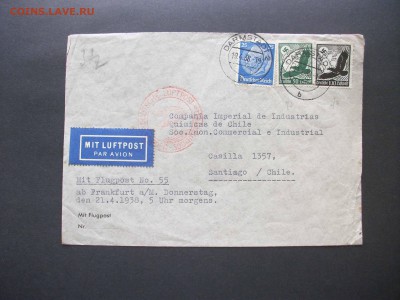 COINS.LAVE.RU
DARMSTADT
Deutsches Reich
b
MIT LUFTPOST
PAR AVION
Compania Imperial de Industrias
Quimicas de Chile
Soc.Anon.Commercial e Industrial
Casilla 1357,
Santiago / Chile.
Mit Flugpost No. 55
ab Frankfurt a/M. Donnerstag,
den 21.4.1938, 5 Uhr morgens.
Mit Flugpost
Nr.